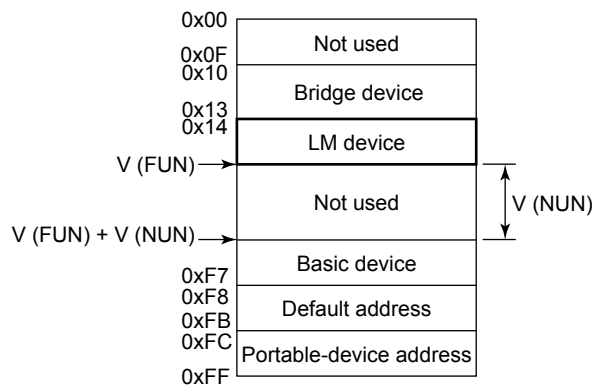 0x00
Not used
0x0F
0x10
Bridge device
0x13
0x14
LM device
V (FUN)
Not used
V (NUN)
V (FUN) + V (NUN)
Basic device
0xF7
0xF8
Default address
0xFB
0xFC
Portable-device address
0xFF